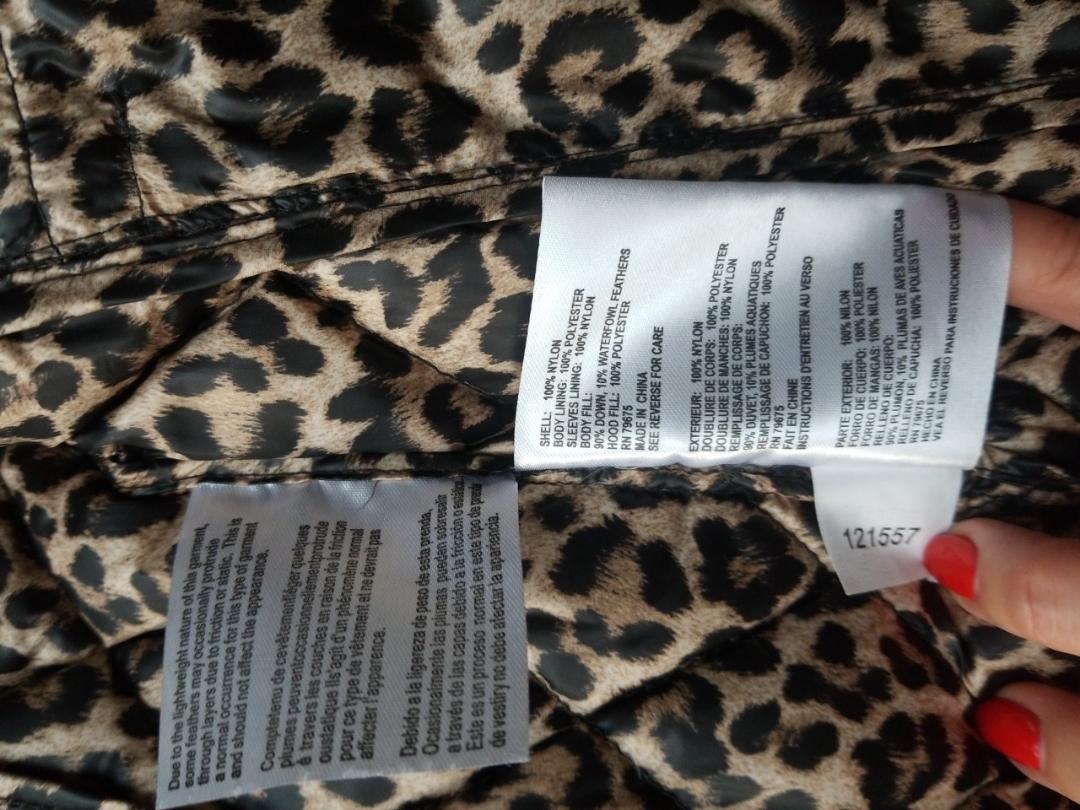 SHELL: 100% NYLON
BODY LINING: 100% POLYESTER
SLEEVES LINING: 100% NYLON
BODY FILL:
90% DOWN, 10% WATERFOWL FEATHERS
HOOD FILL: 100% POLYESTER
RN 79675
MADE IN CHINA
SEE REVERSE FOR CARE
EXTERIEUR: 100% NYLON
DOUBLURE DE CORPS: 100% POLYESTER
DOUBLURE DE MANCHES: 100% NYLON
REMPLISSAGE DE CORPS:
90% DUVET, 10% PLUMES AQUATIQUES
REMPLISSAGE DE CAPUCHON: 100% POLYESTER
RN 79675
FAIT EN CHINE
INSTRUCTIONS D'ENTRETIEN AU VERSO
PARTE EXTERIOR: 100% NILON
FORRO DE CUERPO: 100% POLIESTER
FORRO DE MANGAS: 100% NILON
RELLENO DE CUERPO:
90% PLUMON, 10% PLUMAS DE AVES ACUATICAS
RELLENO DE CAPUCHA: 100% POLIESTER
RN 79675
HECHO EN CHINA
VEA EL REVERSO PARA INSTRUCCIONES DE CUIDADO
121557
Due to the lightweight nature of this garment,
some feathers may occasionally protrude
through layers due to friction or static. This is
a normal occurrence for this type of garment
and should not affect the appearance.
Completenu de cevêtementléger quelques
plumes peuventoccasionnellementprotrude
à travers les couches en raison de la friction
oustatique Ils'agit d'un phénomène normal
pour ce type de vêtement et ne devrait pas
affecter l'apparence.
Debido a la ligereza de peso de esta prenda,
Ocasionalmente las plumas puedan sobresalir
a través de las capas debido a la fricción o estática.
Este es un proceso normal en este tipo de prenda
de vestiry no debe afectar la apariencia.